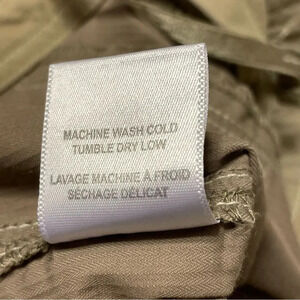 MACHINE WASH COLD
TUMBLE DRY LOW
LAVAGE MACHINE À FROID
SÉCHAGE DÉLICAT